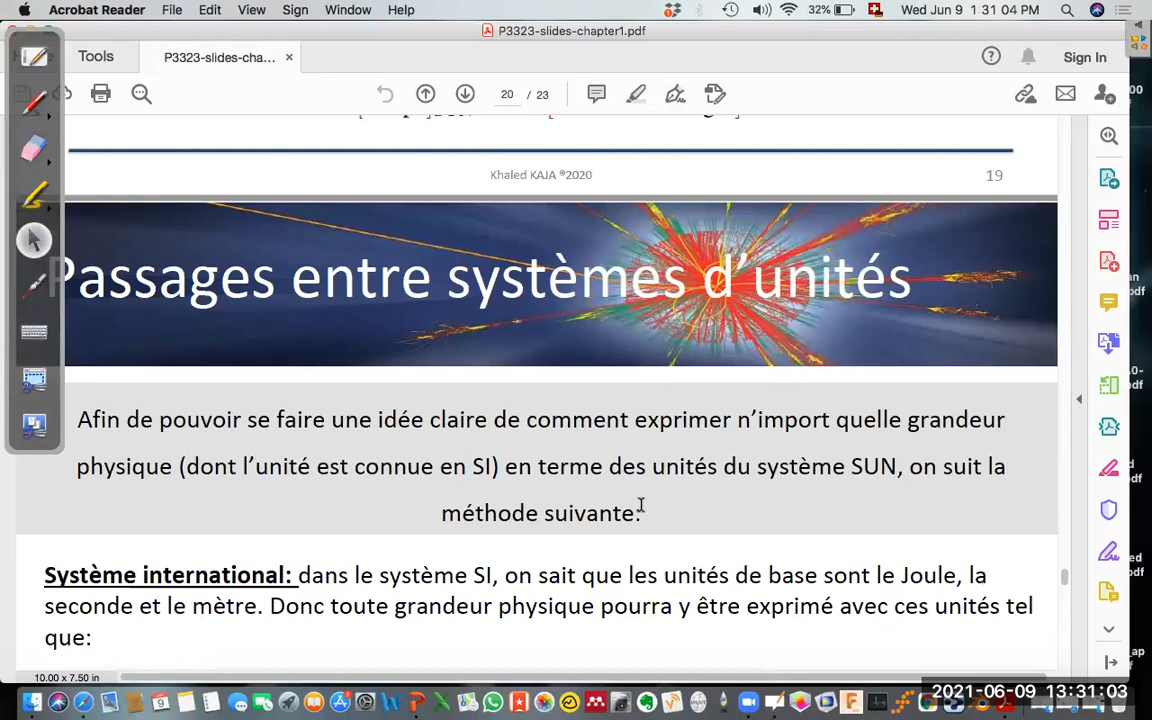 Acrobat Reader File Edit View Sign Window Help 32% Wed Jun 9 1 31 04 PM
P3323-slides-chapter1.pdf
Tools P3323-slides-cha... × Sign In
20 / 23
Khaled KAJA ®2020 19
Passages entre systèmes d'unités
Afin de pouvoir se faire une idée claire de comment exprimer n'import quelle grandeur
physique (dont l'unité est connue en SI) en terme des unités du système SUN, on suit la
méthode suivante:
Système international: dans le système SI, on sait que les unités de base sont le Joule, la
seconde et le mètre. Donc toute grandeur physique pourra y être exprimé avec ces unités tel
que:
10.00 x 7.50 in
2021-06-09 13:31:03